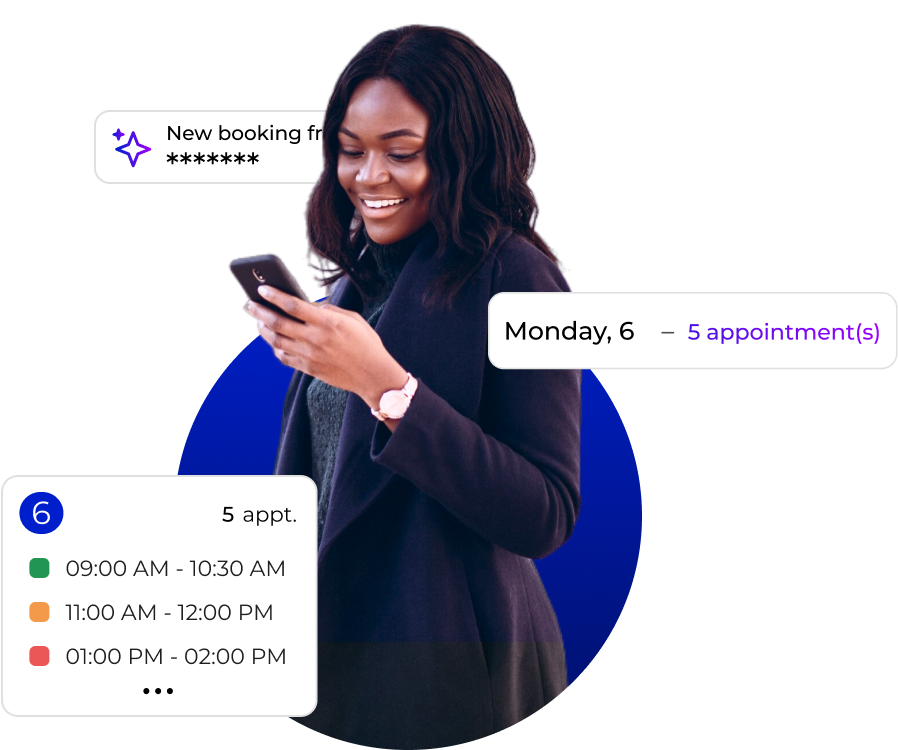 New booking
*******
Monday, 6 – 5 appointment(s)
6 5 appt.
09:00 AM - 10:30 AM
11:00 AM - 12:00 PM
01:00 PM - 02:00 PM
...